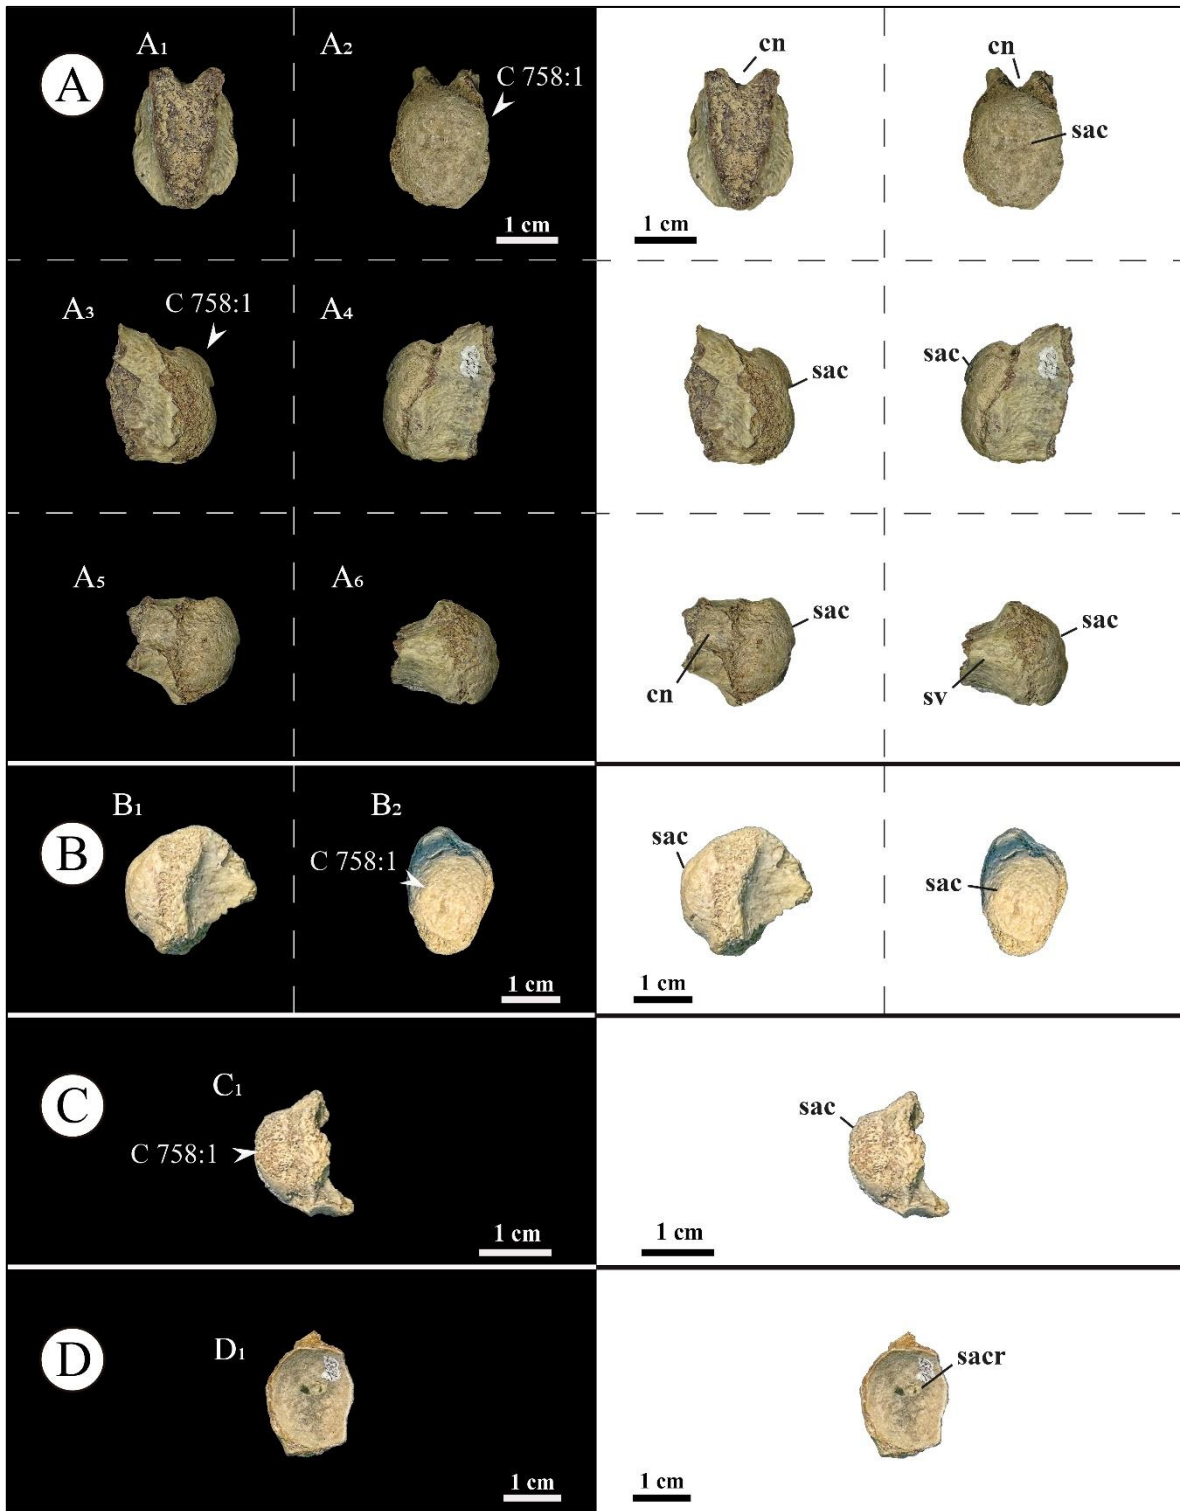 A
A₁
A₂
C 758:1
1 cm
cn
cn
sac
1 cm
A₃
C 758:1
A₄
sac
sac
A₅
A₆
sac
cn
sac
sv
B
B₁
B₂
C 758:1
1 cm
sac
sac
1 cm
C
C₁
C 758:1
1 cm
sac
1 cm
D
D₁
1 cm
sacr
1 cm